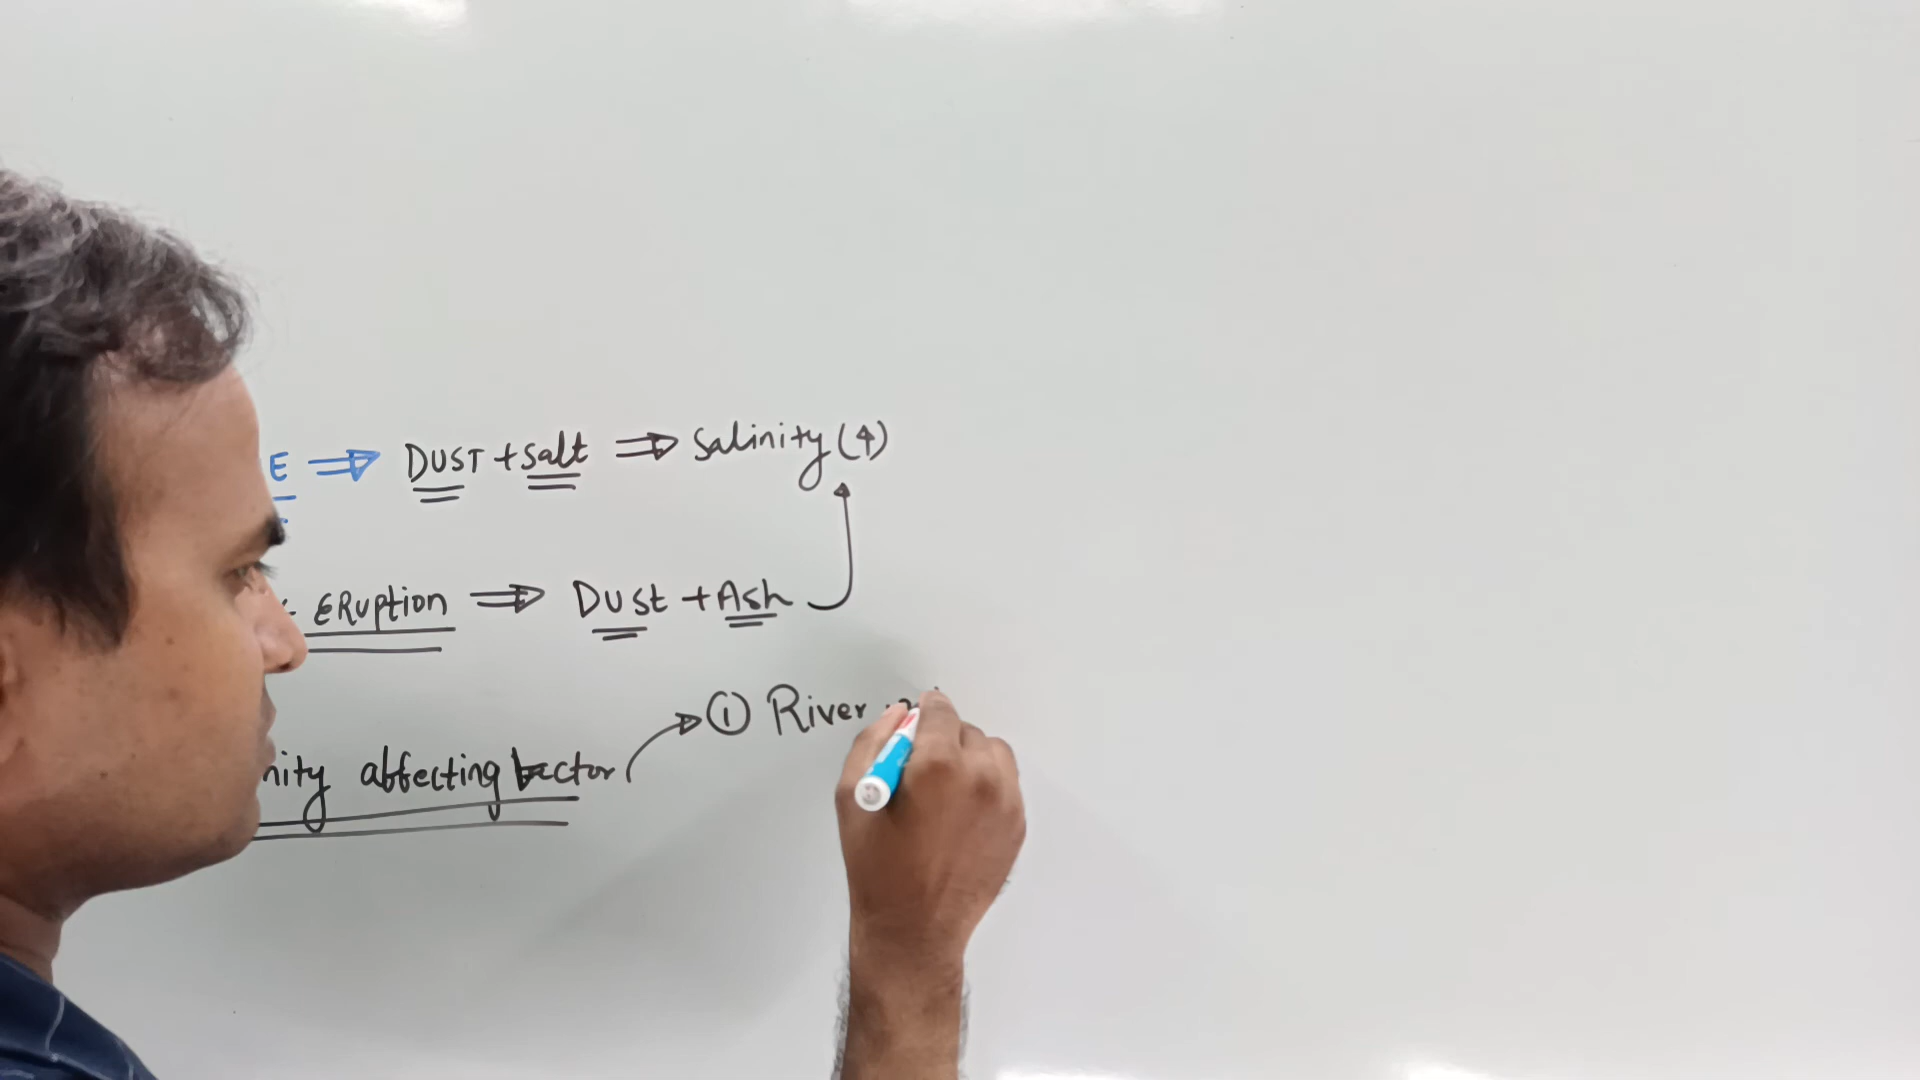 E ⇒ DUST + Salt ⇒ Salinity (↑)
ERuption ⇒ Dust + Ash
① River
nity affecting factor